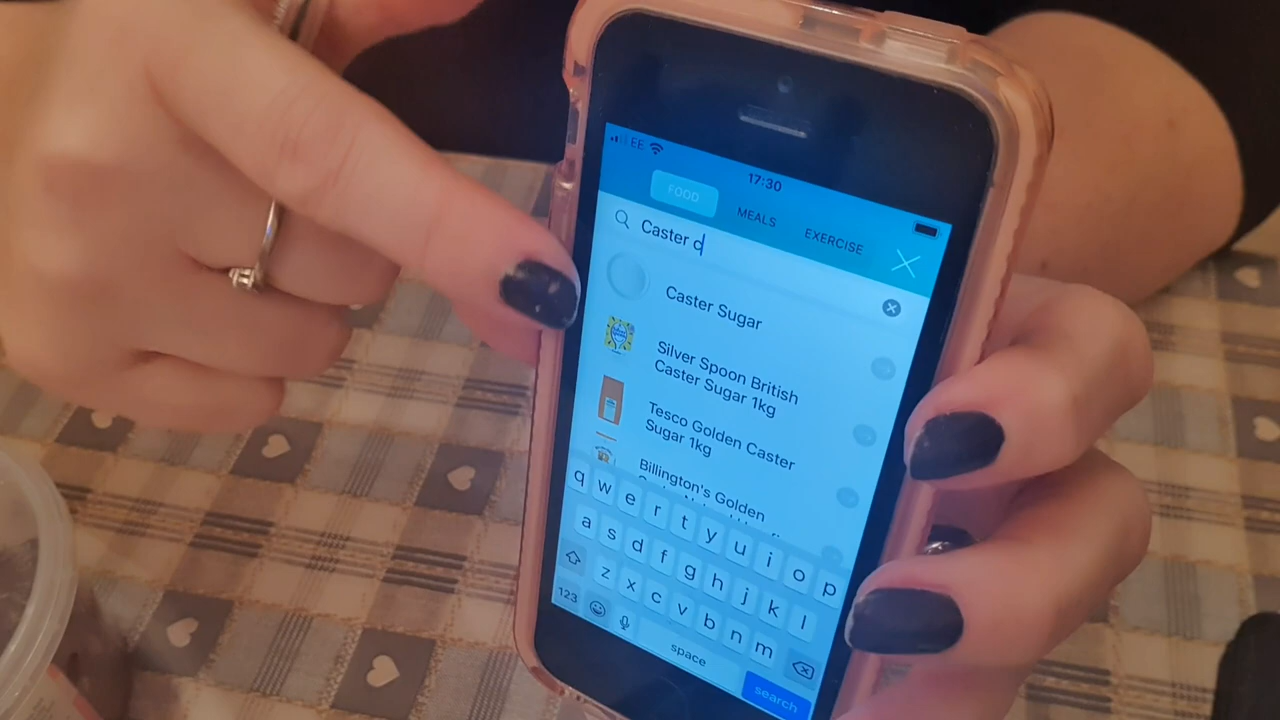 EE
17:30
FOOD
MEALS
EXERCISE
Caster c
Caster Sugar
Silver Spoon British
Caster Sugar 1kg
Tesco Golden Caster
Sugar 1kg
Billington's Golden
q w e r t y u i o p
a s d f g h j k l
z x c v b n m
123
space
search